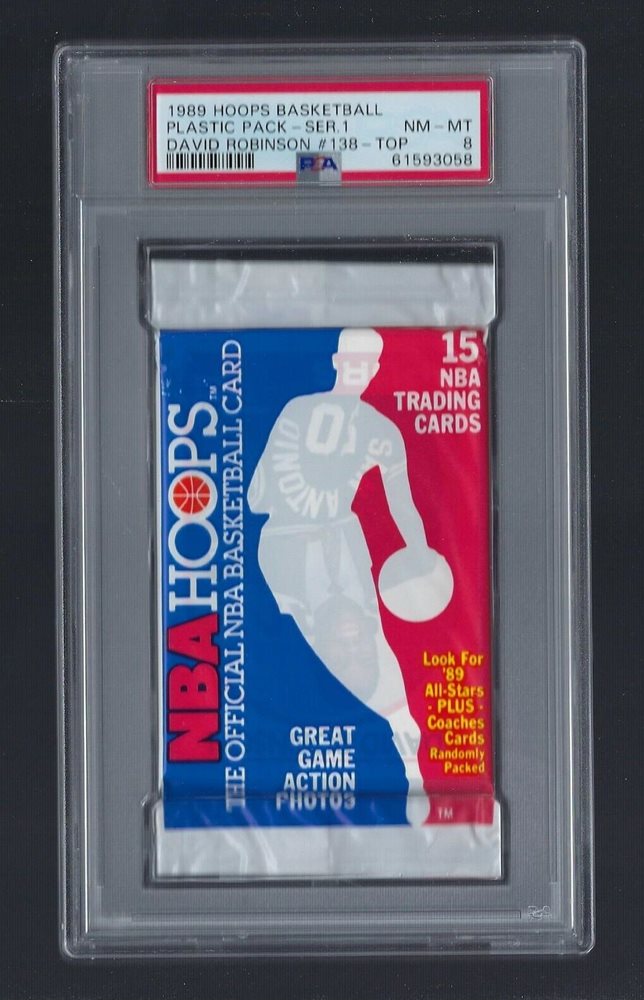 1989 HOOPS BASKETBALL
PLASTIC PACK - SER.1 NM - MT
DAVID ROBINSON #138 - TOP 8
PSA 61593058
15
NBA
TRADING
CARDS
NBA HOOPS™
THE OFFICIAL NBA BASKETBALL CARD
SAN ANTONIO
Look For
'89
All-Stars
- PLUS -
Coaches
Cards
Randomly
Packed
GREAT
GAME
ACTION
PHOTOS
TM